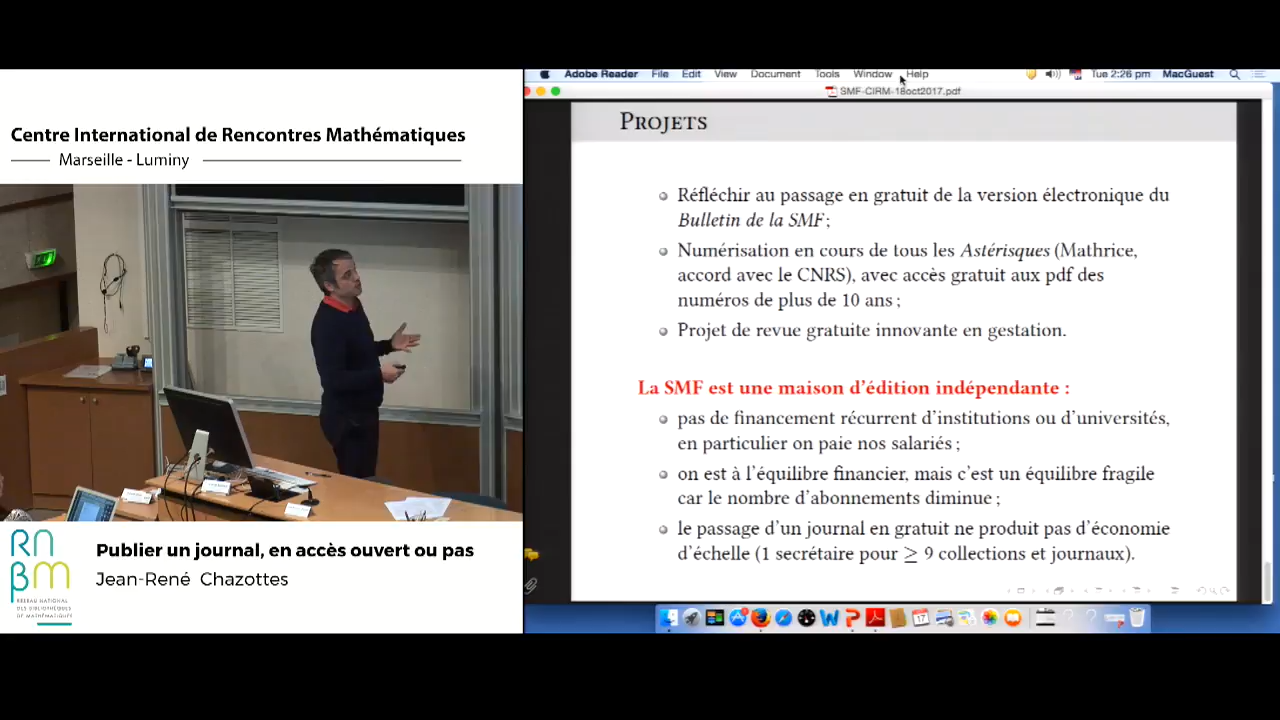 Centre International de Rencontres Mathématiques
Marseille - Luminy
Publier un journal, en accès ouvert ou pas
Jean-René Chazottes
RÉSEAU NATIONAL
DES BIBLIOTHÈQUES
DE MATHÉMATIQUES
Adobe Reader File Edit View Document Tools Window Help Tue 2:26 pm MacGuest
SMF-CIRM-18oct2017.pdf
PROJETS
Réfléchir au passage en gratuit de la version électronique du
Bulletin de la SMF ;
Numérisation en cours de tous les Astérisques (Mathrice,
accord avec le CNRS), avec accès gratuit aux pdf des
numéros de plus de 10 ans ;
Projet de revue gratuite innovante en gestation.
La SMF est une maison d'édition indépendante :
pas de financement récurrent d'institutions ou d'universités,
en particulier on paie nos salariés ;
on est à l'équilibre financier, mais c'est un équilibre fragile
car le nombre d'abonnements diminue ;
le passage d'un journal en gratuit ne produit pas d'économie
d'échelle (1 secrétaire pour ≥ 9 collections et journaux).